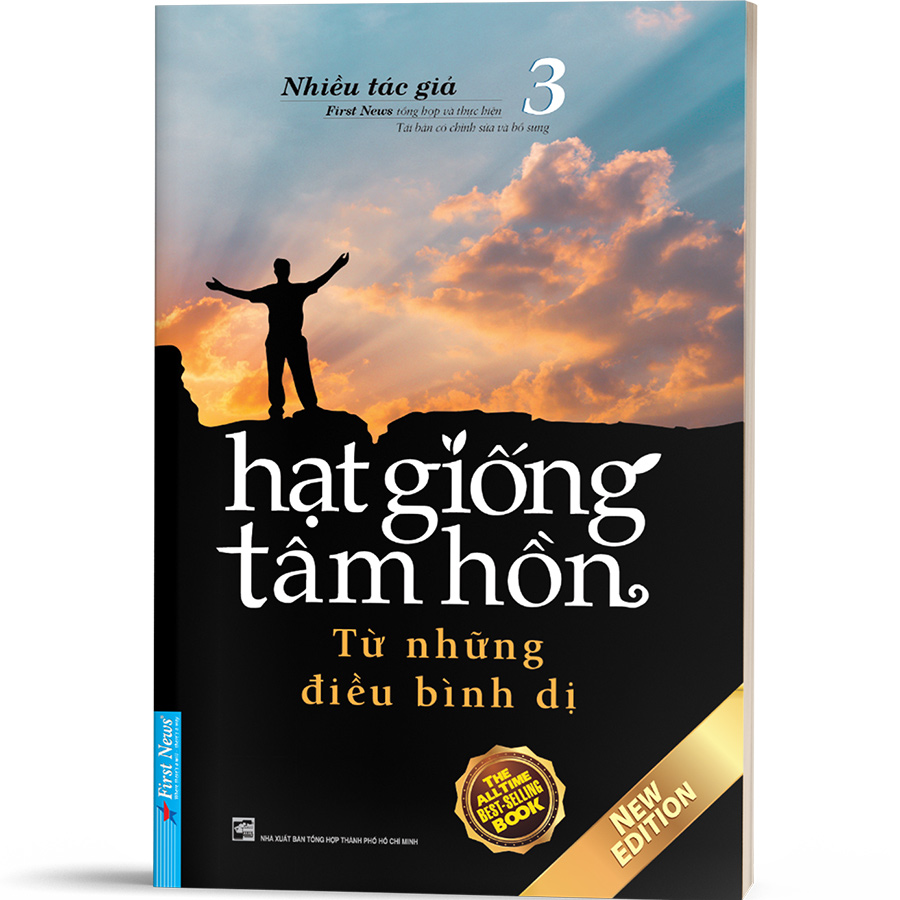 Nhiều tác giả
3
First News tổng hợp và thực hiện
Tái bản có chỉnh sửa và bổ sung
hạt giống
tâm hồn
Từ những
điều bình dị
THE
ALL TIME
BEST-SELLING
BOOK
NEW
EDITION
First News
NHÀ XUẤT BẢN TỔNG HỢP THÀNH PHỐ HỒ CHÍ MINH